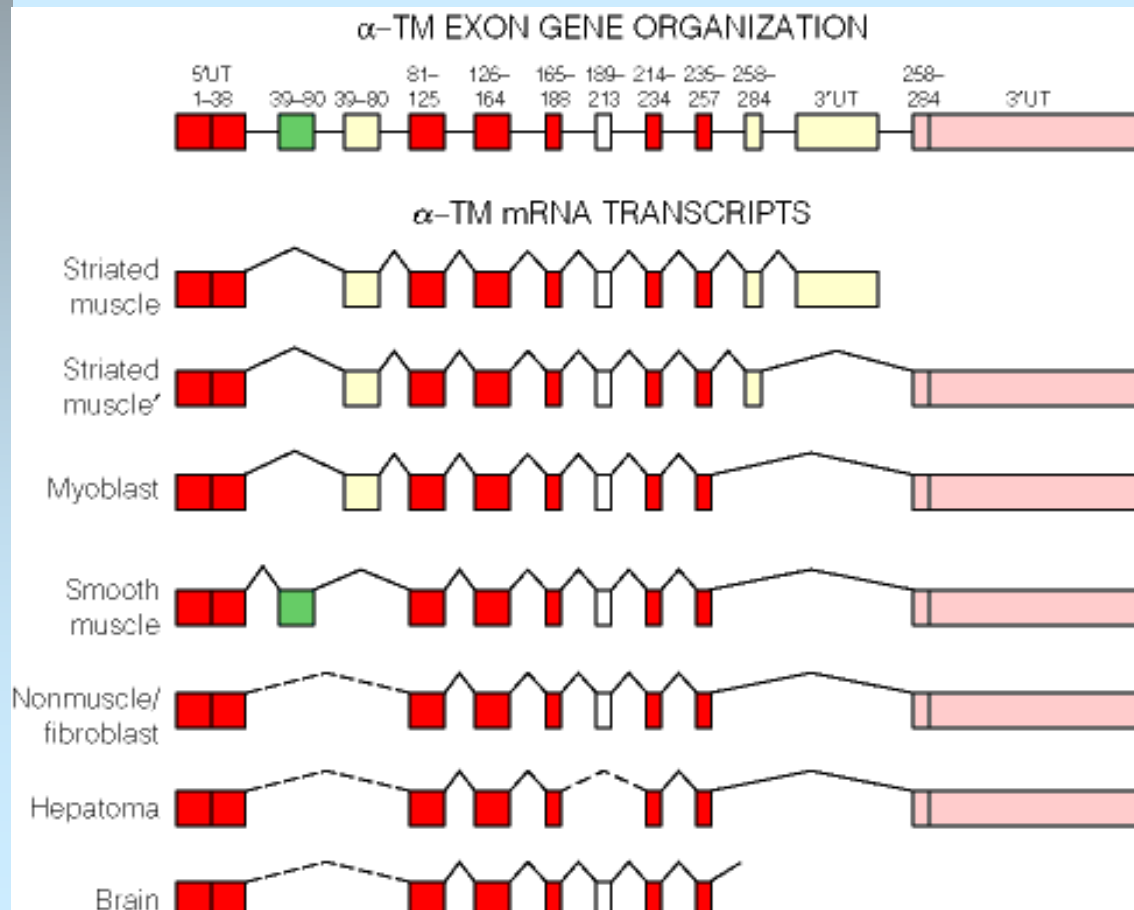 α–TM EXON GENE ORGANIZATION
5'UT 81– 126– 165– 189– 214– 235– 258– 258–
1–38 39–80 39–80 125 164 188 213 234 257 284 3'UT 284 3'UT
α–TM mRNA TRANSCRIPTS
Striated
muscle
Striated
muscle′
Myoblast
Smooth
muscle
Nonmuscle/
fibroblast
Hepatoma
Brain